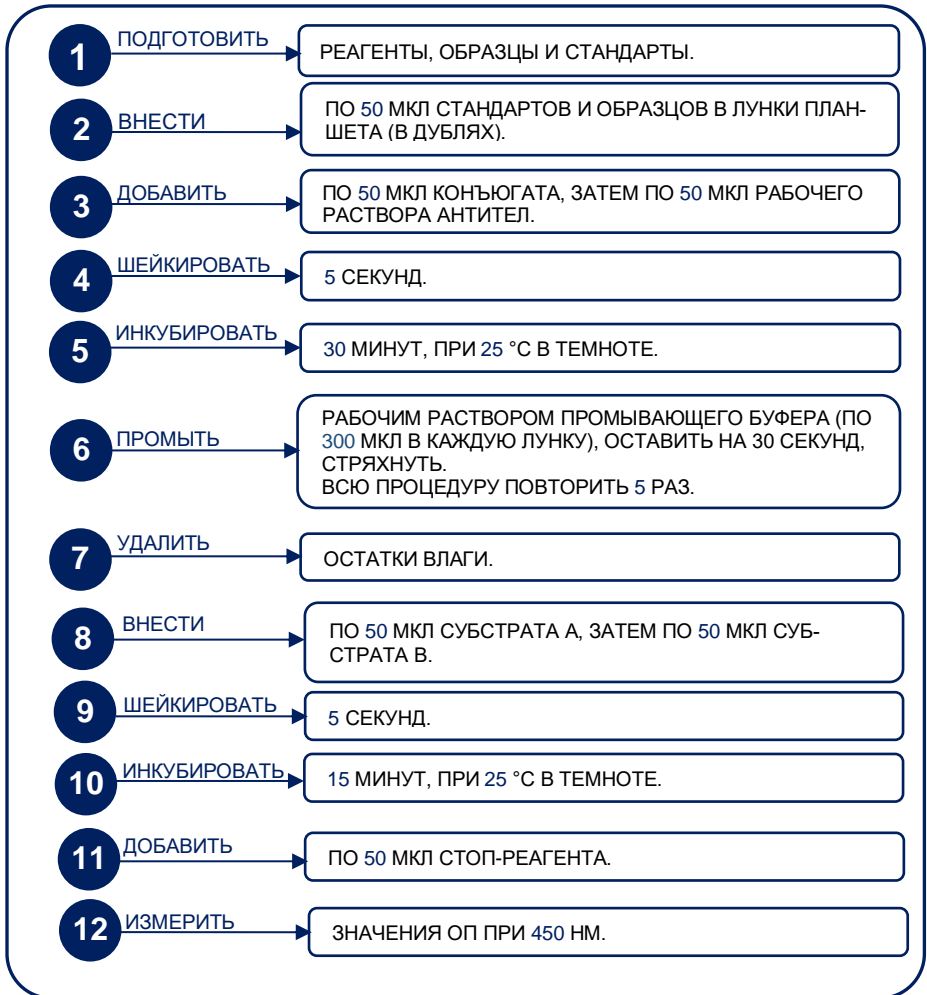 1 ПОДГОТОВИТЬ РЕАГЕНТЫ, ОБРАЗЦЫ И СТАНДАРТЫ.
2 ВНЕСТИ ПО 50 МКЛ СТАНДАРТОВ И ОБРАЗЦОВ В ЛУНКИ ПЛАН-
ШЕТА (В ДУБЛЯХ).
3 ДОБАВИТЬ ПО 50 МКЛ КОНЪЮГАТА, ЗАТЕМ ПО 50 МКЛ РАБОЧЕГО
РАСТВОРА АНТИТЕЛ.
4 ШЕЙКИРОВАТЬ 5 СЕКУНД.
5 ИНКУБИРОВАТЬ 30 МИНУТ, ПРИ 25 °С В ТЕМНОТЕ.
6 ПРОМЫТЬ РАБОЧИМ РАСТВОРОМ ПРОМЫВАЮЩЕГО БУФЕРА (ПО
300 МКЛ В КАЖДУЮ ЛУНКУ), ОСТАВИТЬ НА 30 СЕКУНД,
СТРЯХНУТЬ.
ВСЮ ПРОЦЕДУРУ ПОВТОРИТЬ 5 РАЗ.
7 УДАЛИТЬ ОСТАТКИ ВЛАГИ.
8 ВНЕСТИ ПО 50 МКЛ СУБСТРАТА А, ЗАТЕМ ПО 50 МКЛ СУБ-
СТРАТА В.
9 ШЕЙКИРОВАТЬ 5 СЕКУНД.
10 ИНКУБИРОВАТЬ 15 МИНУТ, ПРИ 25 °С В ТЕМНОТЕ.
11 ДОБАВИТЬ ПО 50 МКЛ СТОП-РЕАГЕНТА.
12 ИЗМЕРИТЬ ЗНАЧЕНИЯ ОП ПРИ 450 НМ.